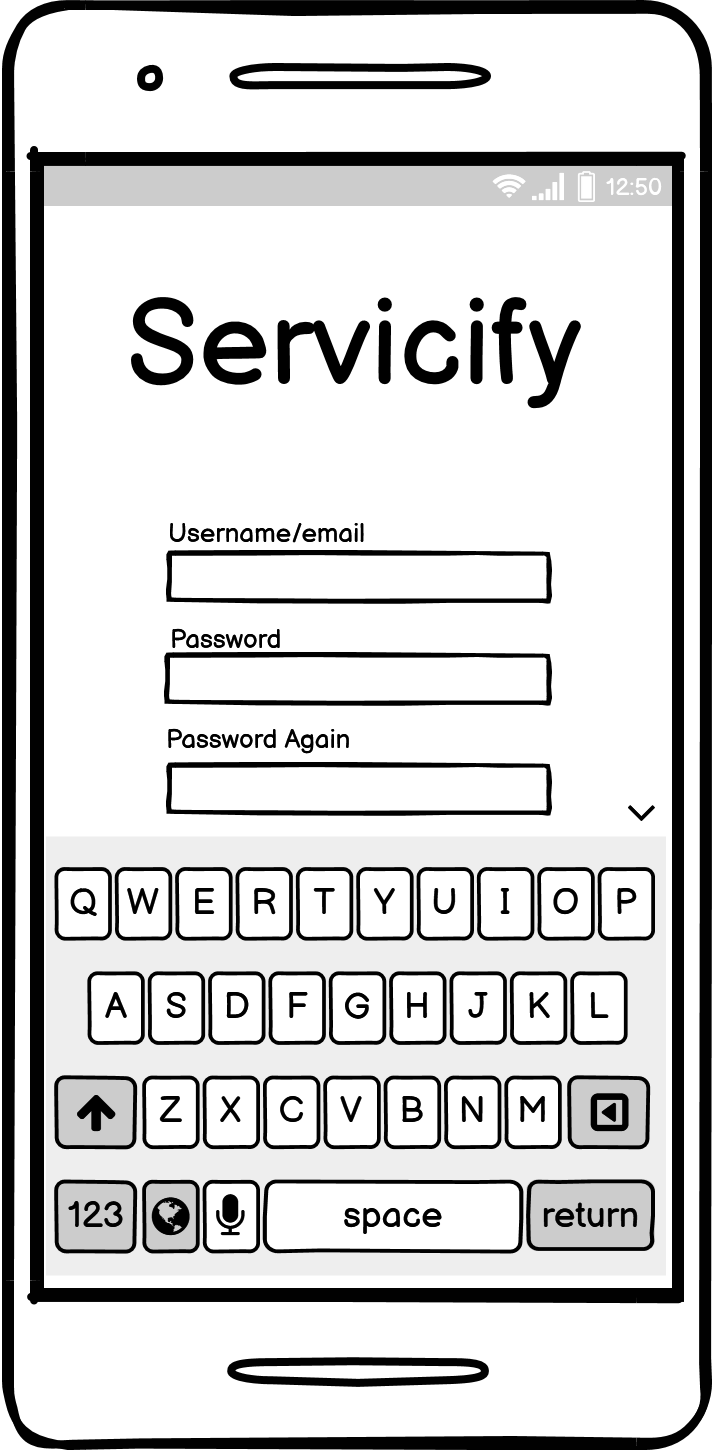 12:50
Servicify
Username/email
Password
Password Again
Q W E R T Y U I O P
A S D F G H J K L
Z X C V B N M
123 space return